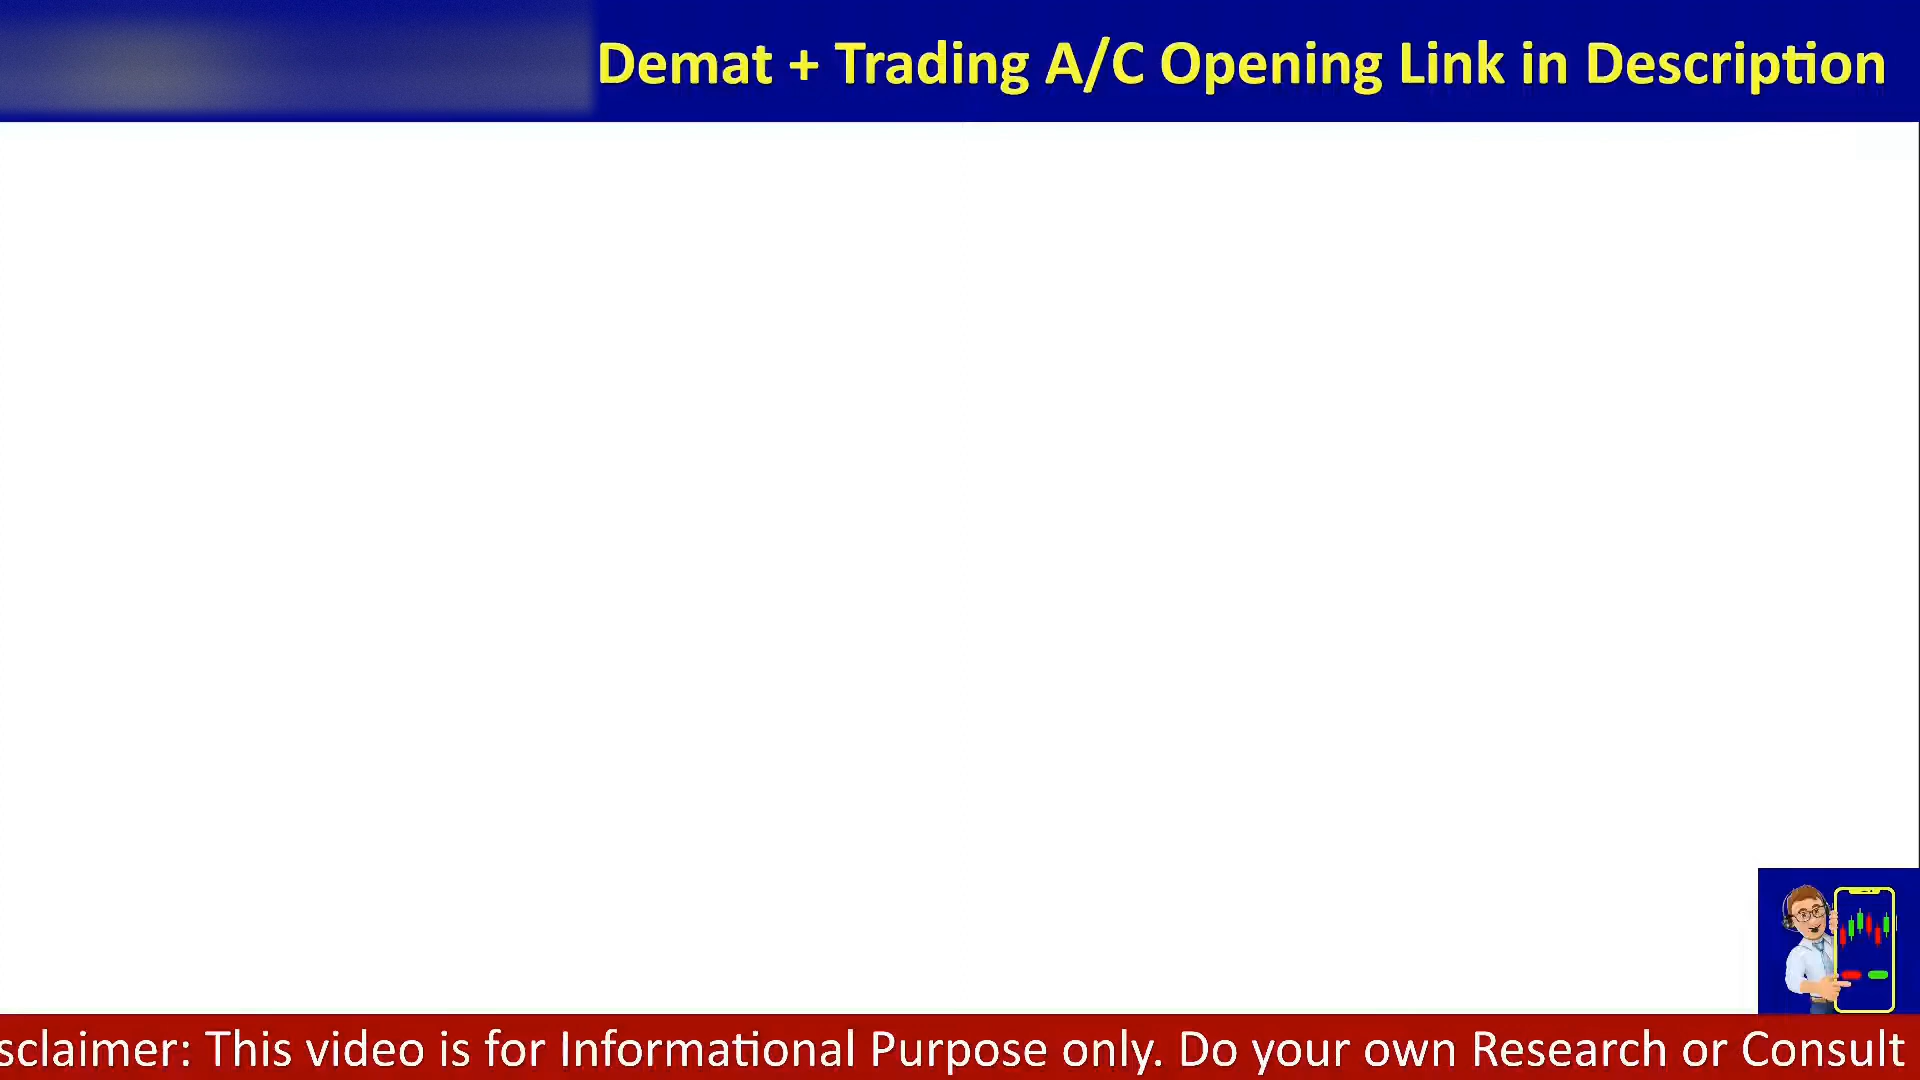 Demat + Trading A/C Opening Link in Description
sclaimer: This video is for Informational Purpose only. Do your own Research or Consult